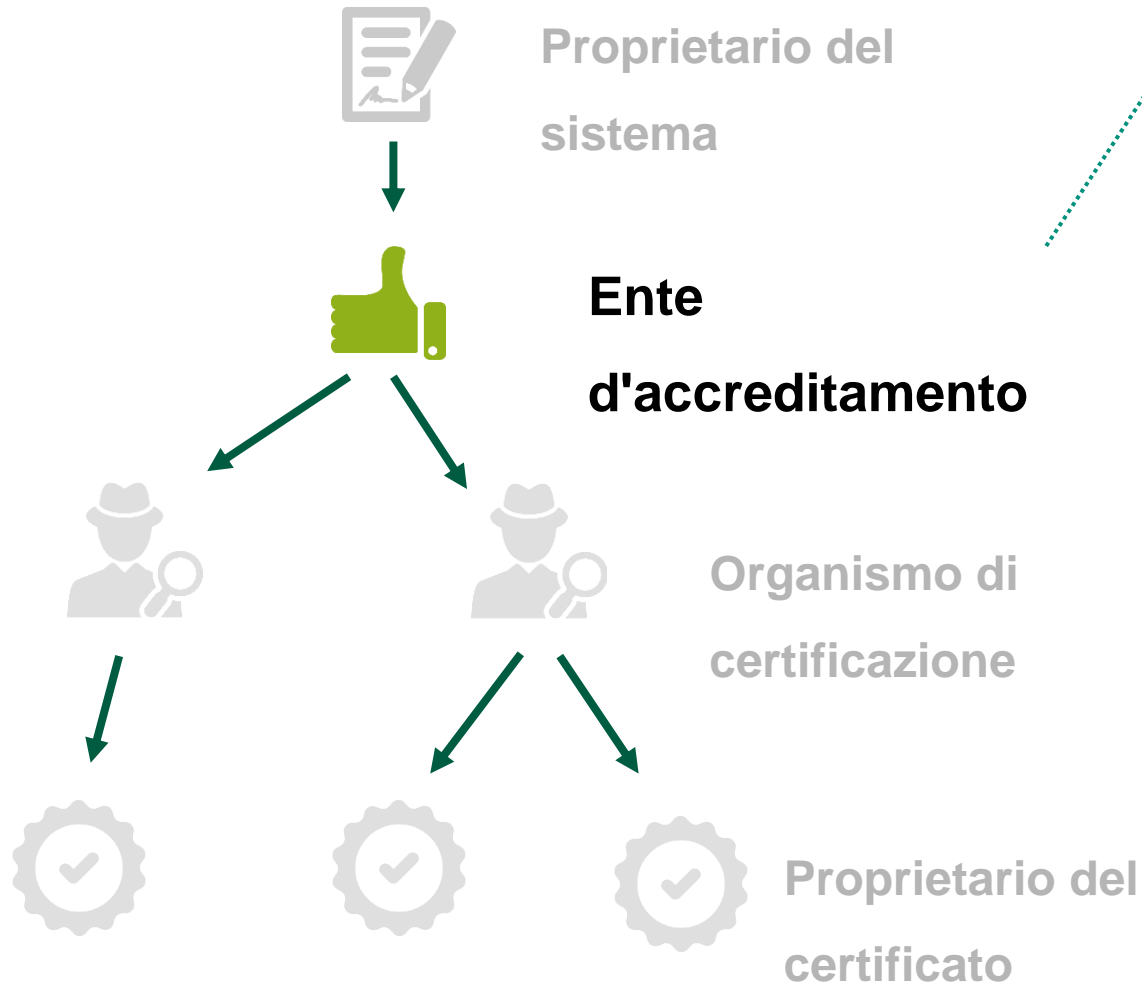 Proprietario del
sistema
Ente
d'accreditamento
Organismo di
certificazione
Proprietario del
certificato